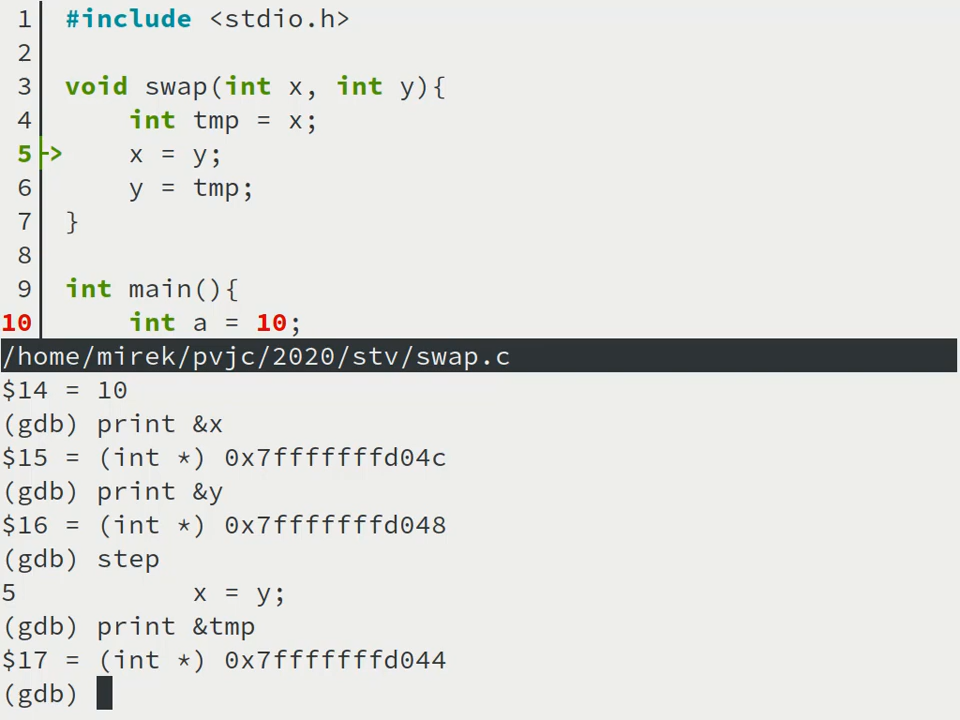 1 #include <stdio.h>
2
3 void swap(int x, int y){
4     int tmp = x;
5->    x = y;
6     y = tmp;
7 }
8
9 int main(){
10     int a = 10;
/home/mirek/pvjc/2020/stv/swap.c
$14 = 10
(gdb) print &x
$15 = (int *) 0x7fffffffd04c
(gdb) print &y
$16 = (int *) 0x7fffffffd048
(gdb) step
5           x = y;
(gdb) print &tmp
$17 = (int *) 0x7fffffffd044
(gdb)